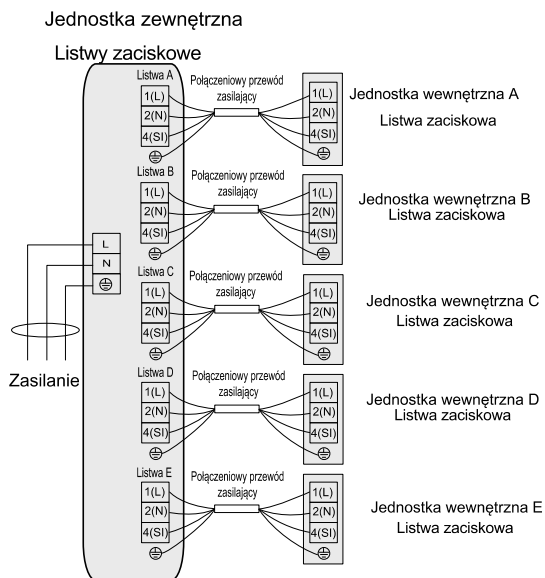 Jednostka zewnętrzna
Listwy zaciskowe
Listwa A
1(L)
2(N)
4(SI)
Połączeniowy przewód
zasilający
1(L)
2(N)
4(SI)
Jednostka wewnętrzna A
Listwa zaciskowa
Listwa B
1(L)
2(N)
4(SI)
Połączeniowy przewód
zasilający
1(L)
2(N)
4(SI)
Jednostka wewnętrzna B
Listwa zaciskowa
L
N
Zasilanie
Listwa C
1(L)
2(N)
4(SI)
Połączeniowy przewód
zasilający
1(L)
2(N)
4(SI)
Jednostka wewnętrzna C
Listwa zaciskowa
Listwa D
1(L)
2(N)
4(SI)
Połączeniowy przewód
zasilający
1(L)
2(N)
4(SI)
Jednostka wewnętrzna D
Listwa zaciskowa
Listwa E
1(L)
2(N)
4(SI)
Połączeniowy przewód
zasilający
1(L)
2(N)
4(SI)
Jednostka wewnętrzna E
Listwa zaciskowa